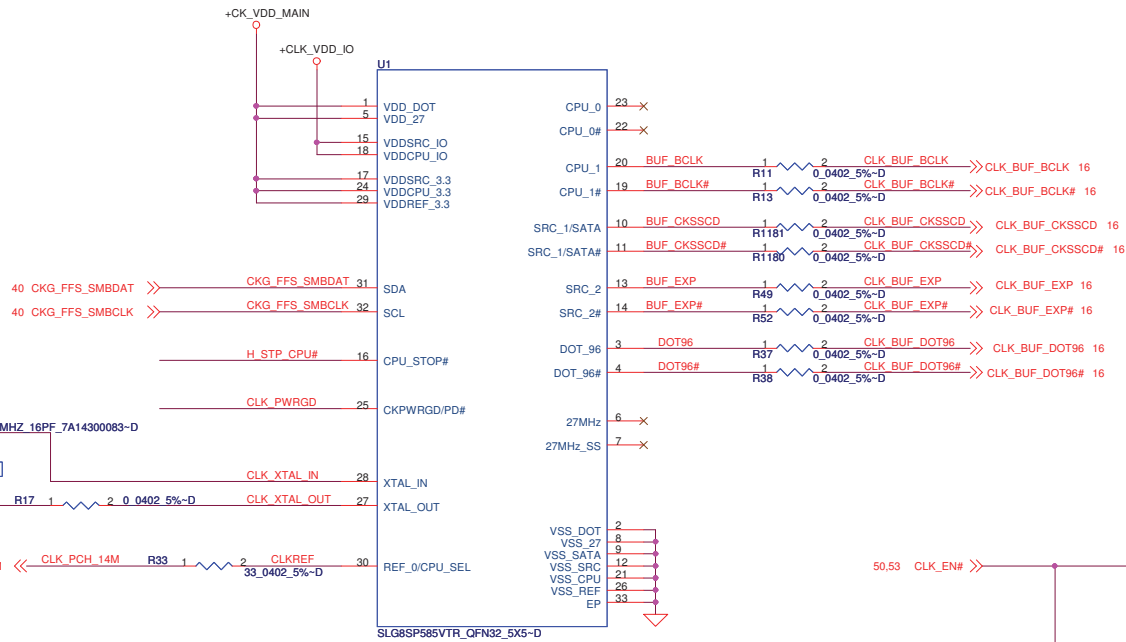 +CK_VDD_MAIN
+CLK_VDD_IO
U1
1 VDD_DOT
5 VDD_27
15 VDDSRC_IO
18 VDDCPU_IO
17 VDDSRC_3.3
24 VDDCPU_3.3
29 VDDREF_3.3
40 CKG_FFS_SMBDAT CKG_FFS_SMBDAT 31 SDA
40 CKG_FFS_SMBCLK CKG_FFS_SMBCLK 32 SCL
H_STP_CPU# 16 CPU_STOP#
CLK_PWRGD 25 CKPWRGD/PD#
MHZ_16PF_7A14300083~D
CLK_XTAL_IN 28 XTAL_IN
R17 1 2 0_0402_5%~D CLK_XTAL_OUT 27 XTAL_OUT
CLK_PCH_14M R33 1 2 CLKREF 30 REF_0/CPU_SEL
33_0402_5%~D
CPU_0 23
CPU_0# 22
CPU_1 20 BUF_BCLK 1 2 CLK_BUF_BCLK CLK_BUF_BCLK 16
R11 0_0402_5%~D
CPU_1# 19 BUF_BCLK# 1 2 CLK_BUF_BCLK# CLK_BUF_BCLK# 16
R13 0_0402_5%~D
SRC_1/SATA 10 BUF_CKSSCD 1 2 CLK_BUF_CKSSCD CLK_BUF_CKSSCD 16
R1181 0_0402_5%~D
SRC_1/SATA# 11 BUF_CKSSCD# 1 2 CLK_BUF_CKSSCD# CLK_BUF_CKSSCD# 16
R1180 0_0402_5%~D
SRC_2 13 BUF_EXP 1 2 CLK_BUF_EXP CLK_BUF_EXP 16
R49 0_0402_5%~D
SRC_2# 14 BUF_EXP# 1 2 CLK_BUF_EXP# CLK_BUF_EXP# 16
R52 0_0402_5%~D
DOT_96 3 DOT96 1 2 CLK_BUF_DOT96 CLK_BUF_DOT96 16
R37 0_0402_5%~D
DOT_96# 4 DOT96# 1 2 CLK_BUF_DOT96# CLK_BUF_DOT96# 16
R38 0_0402_5%~D
27MHz 6
27MHz_SS 7
VSS_DOT 2
VSS_27 8
VSS_SATA 9
VSS_SRC 12
VSS_CPU 21
VSS_REF 26
EP 33
50,53 CLK_EN#
SLG8SP585VTR_QFN32_5X5~D